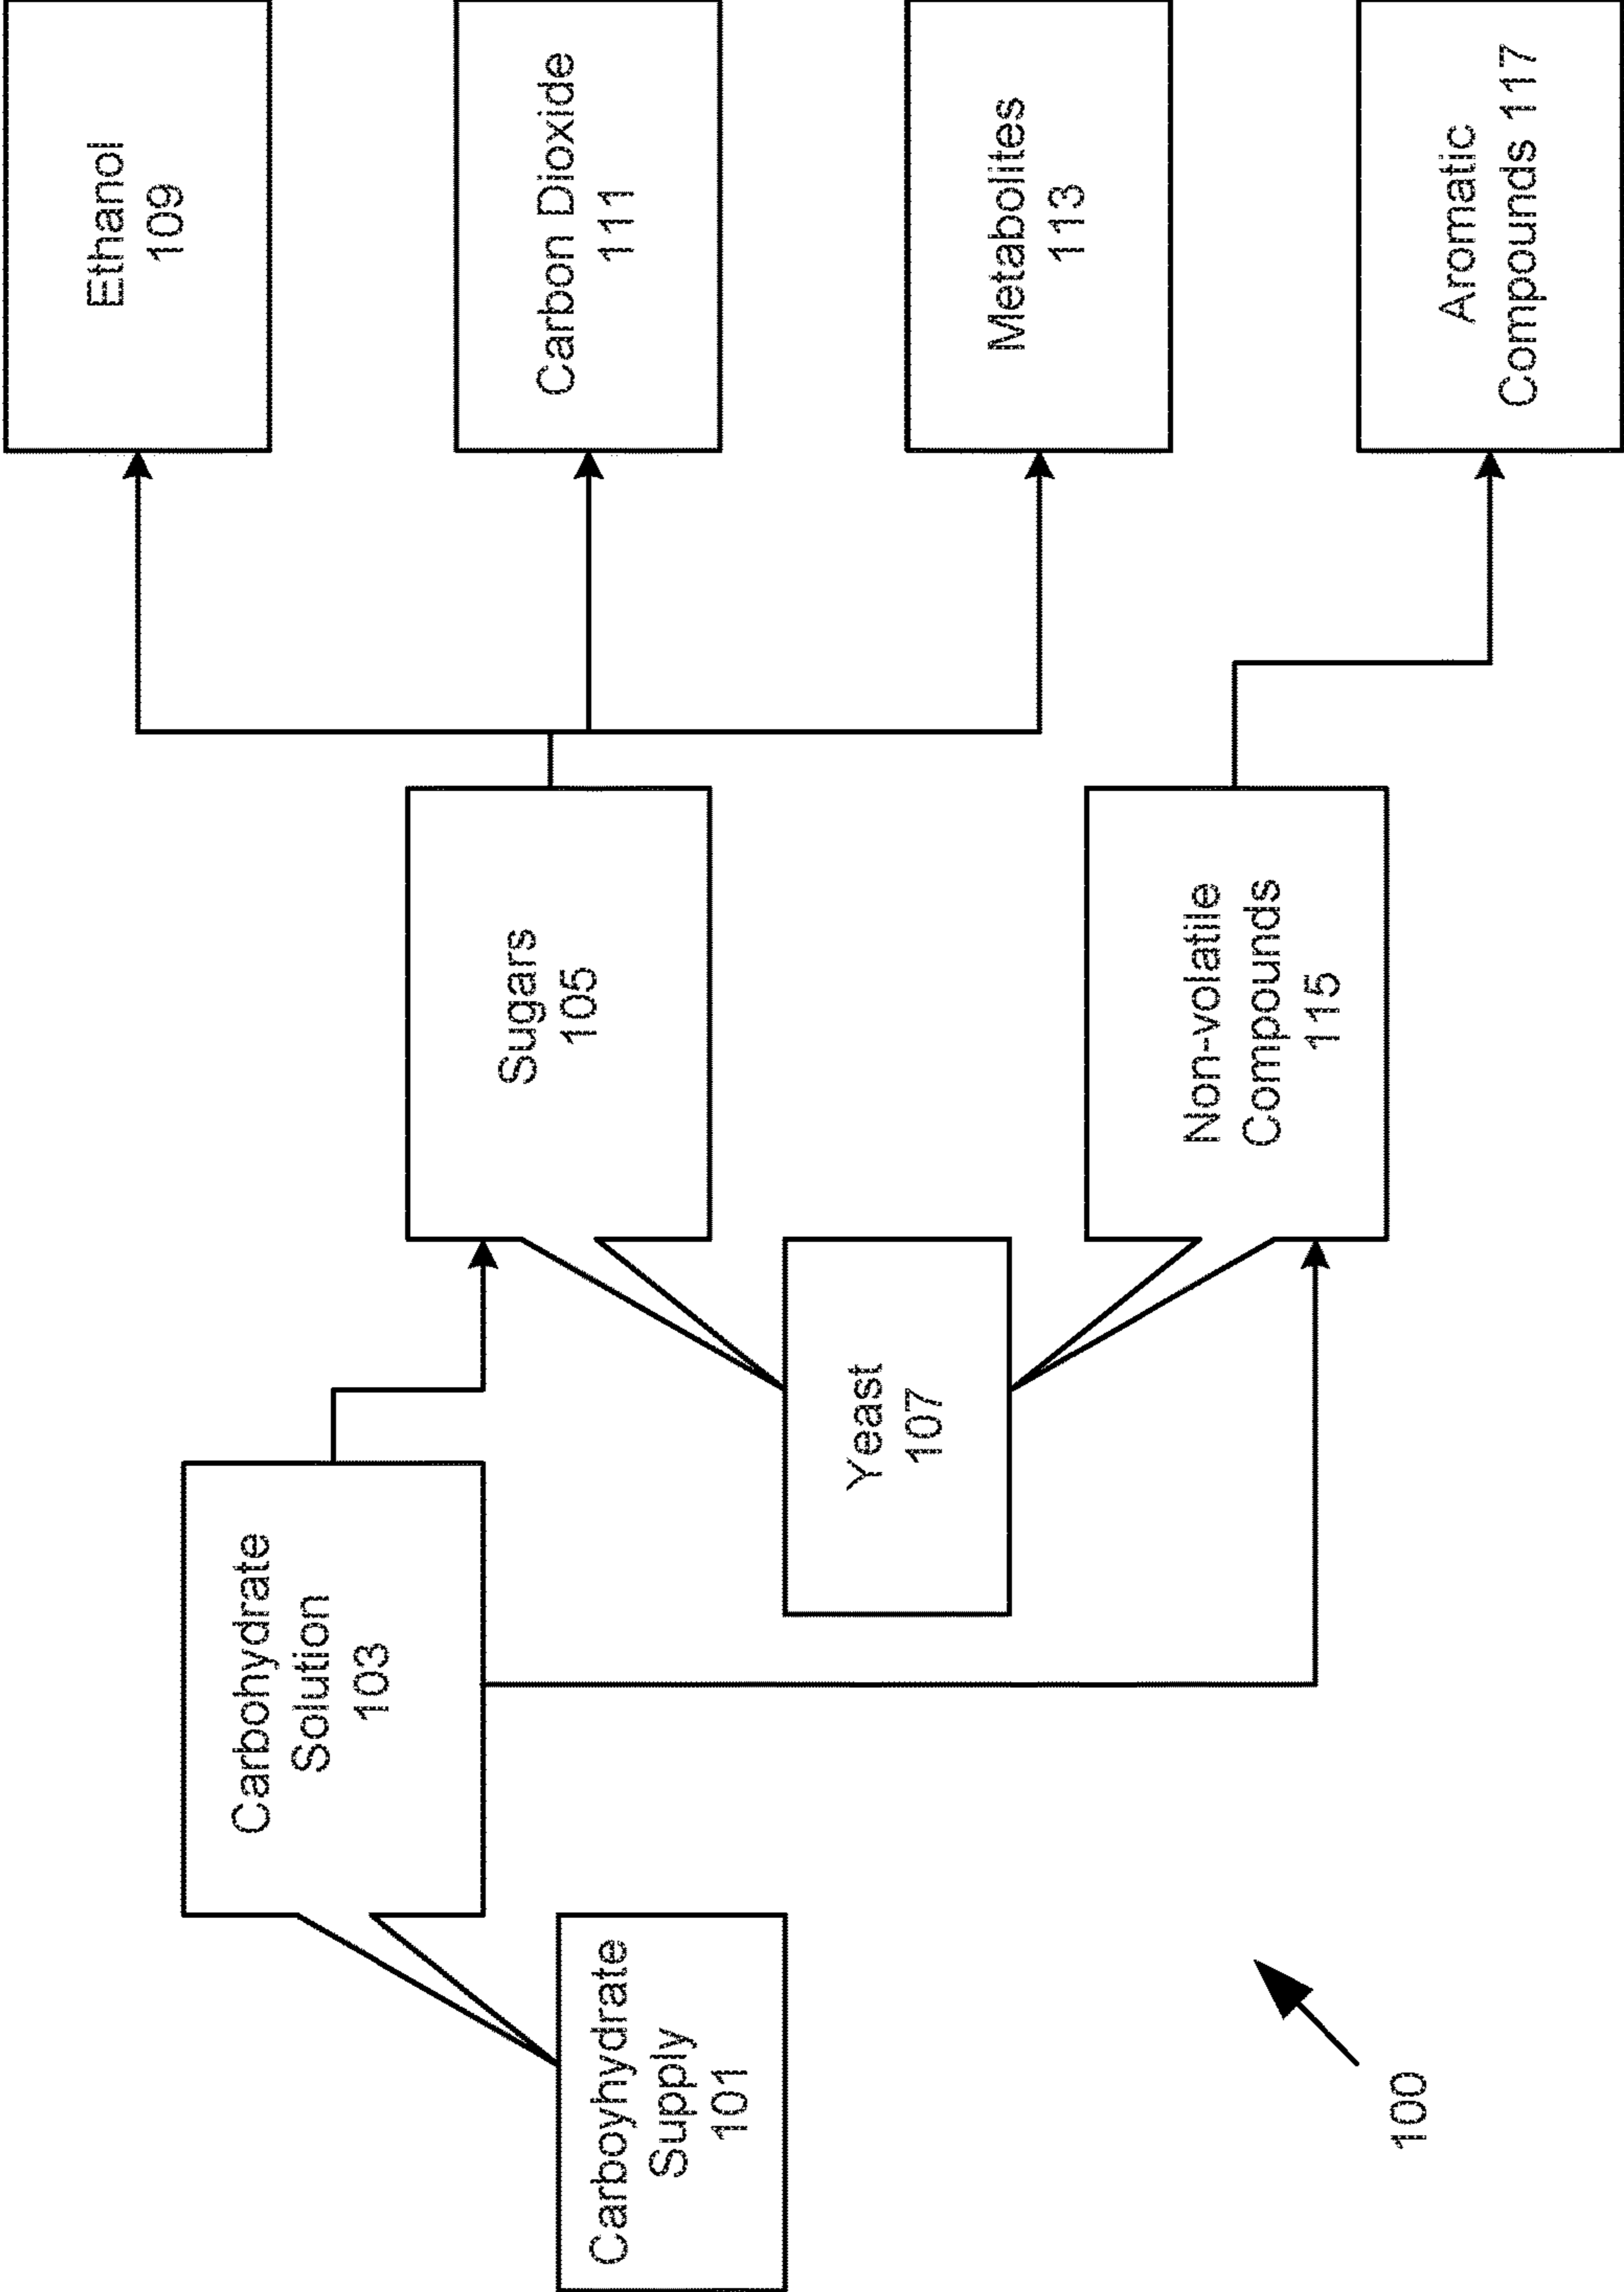 Carboyhydrate
Supply
101
Carbohydrate
Solution
103
Yeast
107
Sugars
105
Non-volatile
Compounds
115
Ethanol
109
Carbon Dioxide
111
Metabolites
113
Aromatic
Compounds 117
100